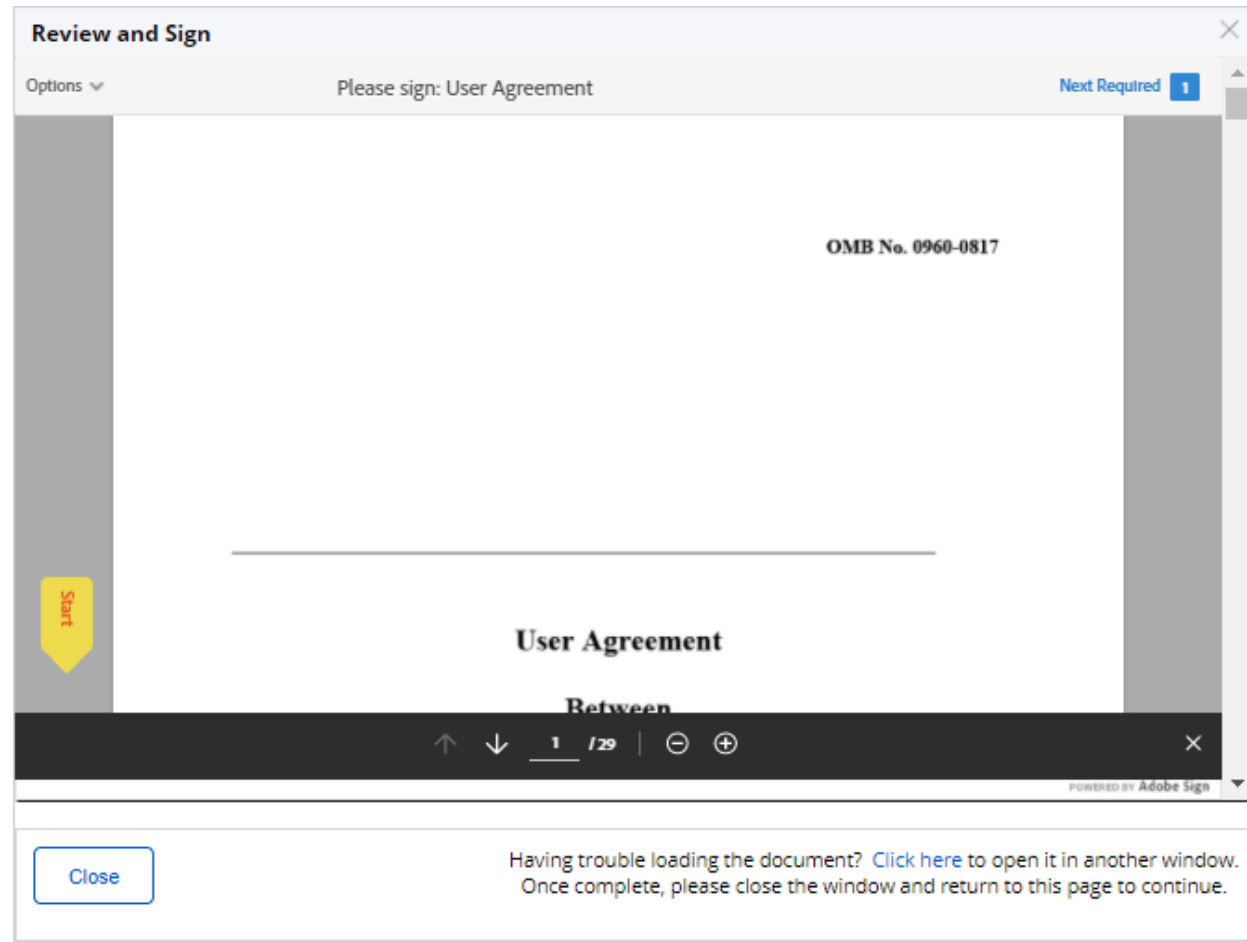 Review and Sign
Options
Please sign: User Agreement
Next Required 1
OMB No. 0960-0817
Start
User Agreement
Between
1 /29
POWERED BY Adobe Sign
Close
Having trouble loading the document? Click here to open it in another window.
Once complete, please close the window and return to this page to continue.